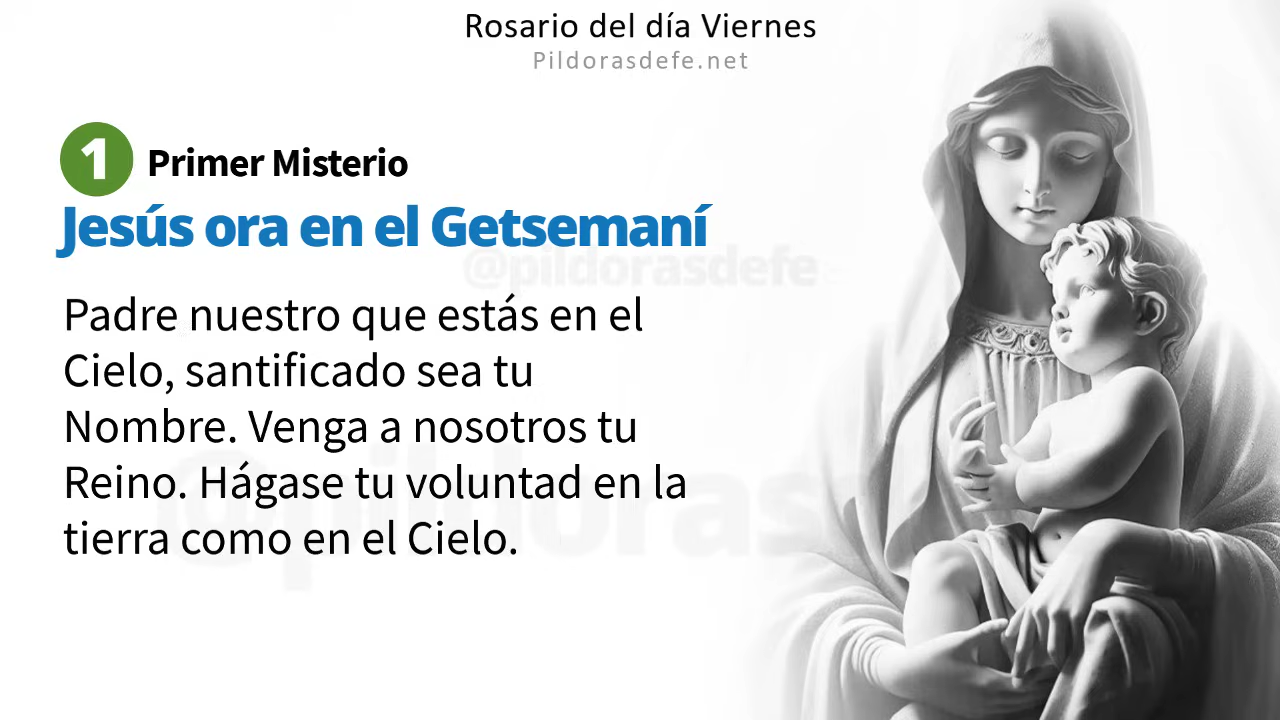 Rosario del día Viernes
Pildorasdefe.net
1 Primer Misterio
Jesús ora en el Getsemaní
@pildorasdefe
Padre nuestro que estás en el
Cielo, santificado sea tu
Nombre. Venga a nosotros tu
Reino. Hágase tu voluntad en la
tierra como en el Cielo.
@pildoras